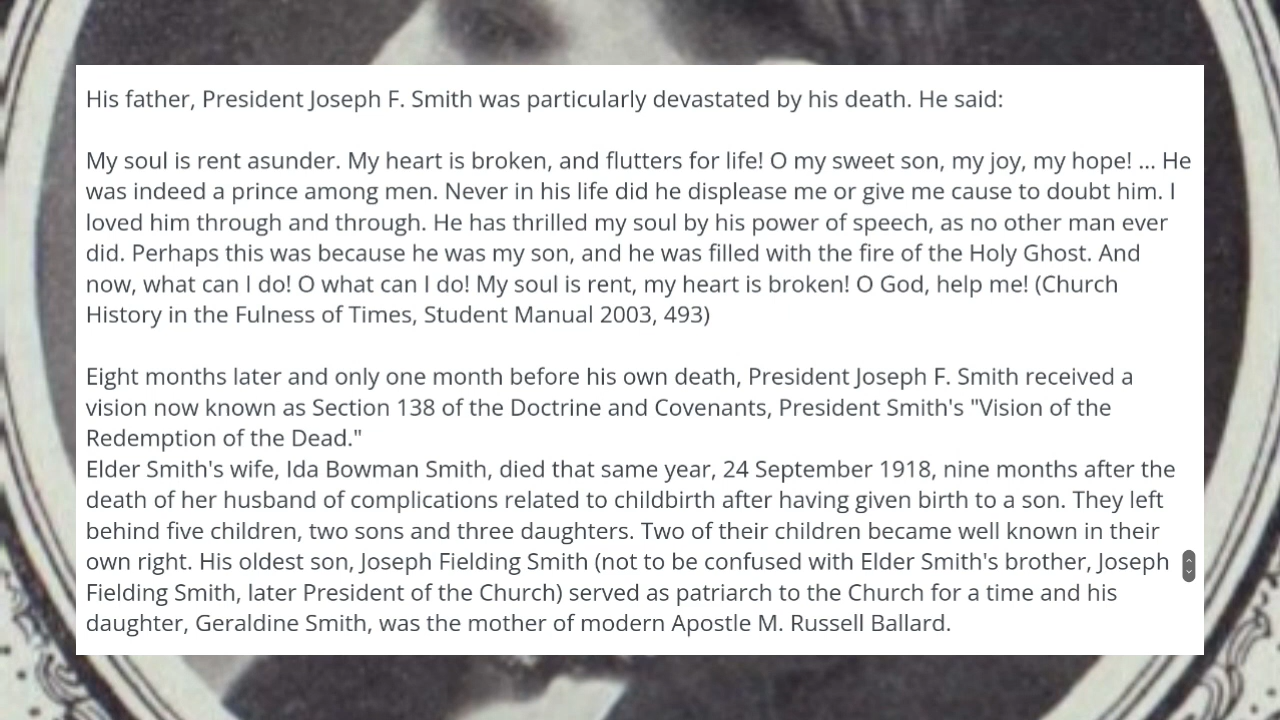 His father, President Joseph F. Smith was particularly devastated by his death. He said:
My soul is rent asunder. My heart is broken, and flutters for life! O my sweet son, my joy, my hope! ... He
was indeed a prince among men. Never in his life did he displease me or give me cause to doubt him. I
loved him through and through. He has thrilled my soul by his power of speech, as no other man ever
did. Perhaps this was because he was my son, and he was filled with the fire of the Holy Ghost. And
now, what can I do! O what can I do! My soul is rent, my heart is broken! O God, help me! (Church
History in the Fulness of Times, Student Manual 2003, 493)
Eight months later and only one month before his own death, President Joseph F. Smith received a
vision now known as Section 138 of the Doctrine and Covenants, President Smith's "Vision of the
Redemption of the Dead."
Elder Smith's wife, Ida Bowman Smith, died that same year, 24 September 1918, nine months after the
death of her husband of complications related to childbirth after having given birth to a son. They left
behind five children, two sons and three daughters. Two of their children became well known in their
own right. His oldest son, Joseph Fielding Smith (not to be confused with Elder Smith's brother, Joseph
Fielding Smith, later President of the Church) served as patriarch to the Church for a time and his
daughter, Geraldine Smith, was the mother of modern Apostle M. Russell Ballard.